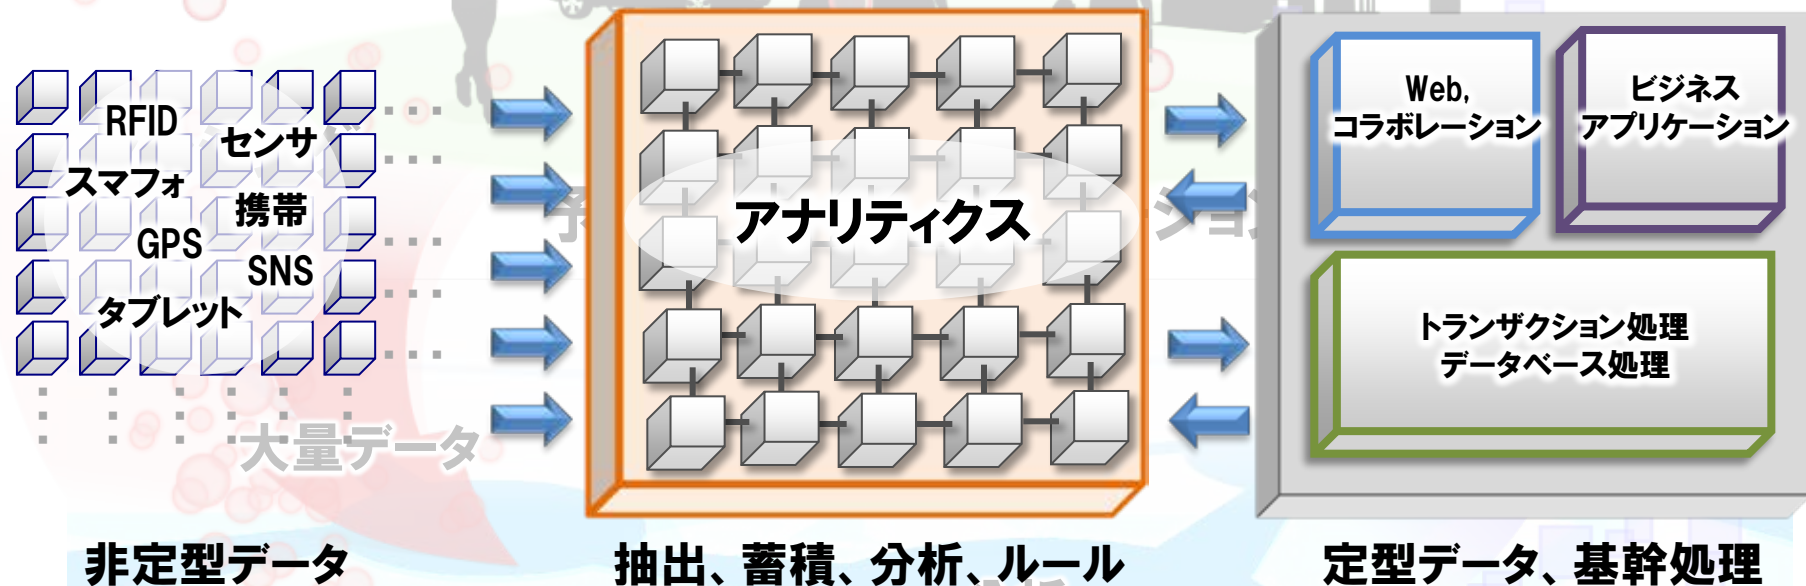 RFID
センサ
スマフォ
携帯
GPS
SNS
タブレット
大量データ
非定型データ
アナリティクス
抽出、蓄積、分析、ルール
Web,
コラボレーション
ビジネス
アプリケーション
トランザクション処理
データベース処理
定型データ、基幹処理